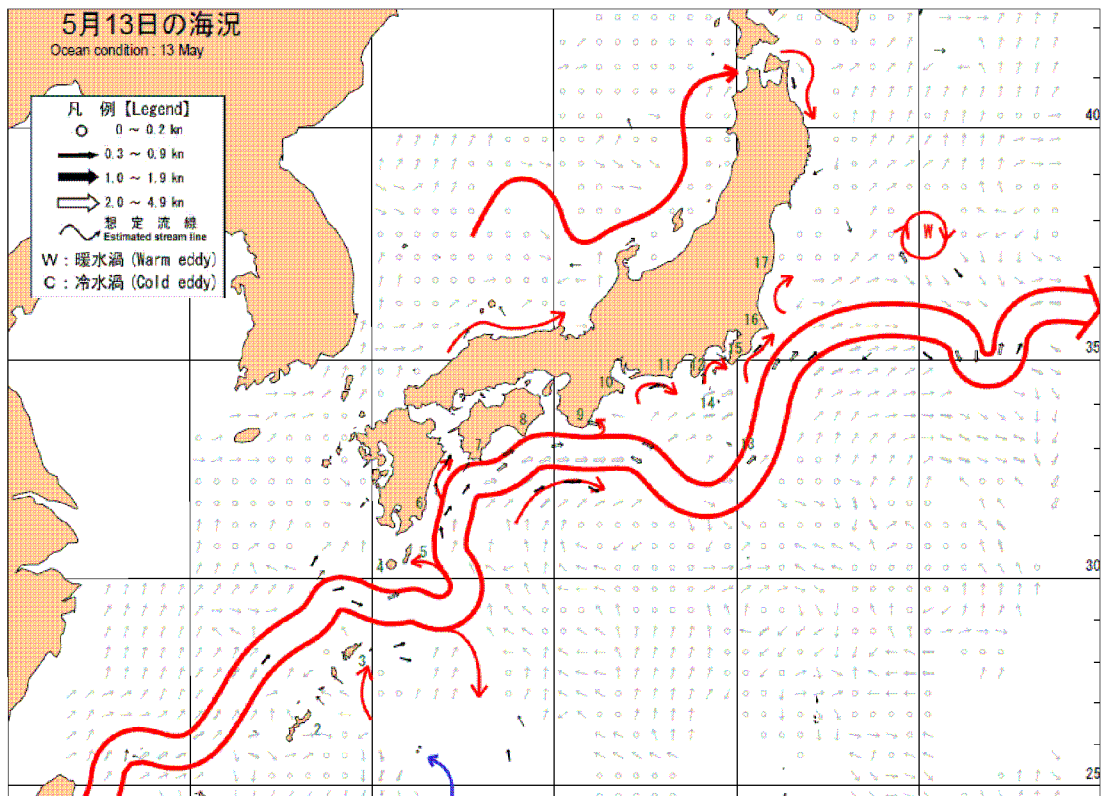 5月13日の海況
Ocean condition : 13 May
凡 例【Legend】
0 ～ 0.2 kn
0.3 ～ 0.9 kn
1.0 ～ 1.9 kn
2.0 ～ 4.9 kn
想 定 流 線
Estimated stream line
W : 暖水渦 (Warm eddy)
C : 冷水渦 (Cold eddy)
40
W
17
16
35
15
12
11
10
14
9
8
7
13
6
5
4
30
3
2
25